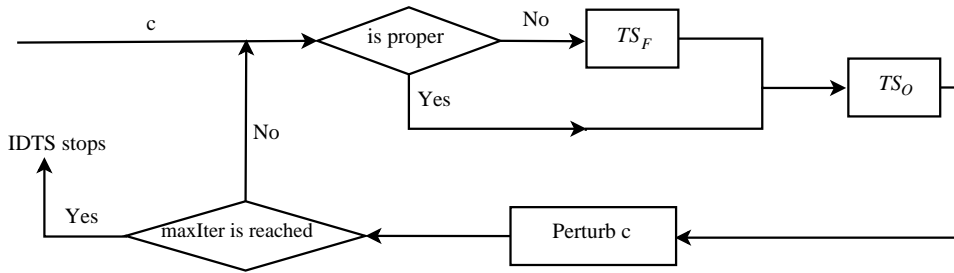 c
is proper
No
TS_F
Yes
TS_O
No
IDTS stops
Yes
maxIter is reached
Perturb c